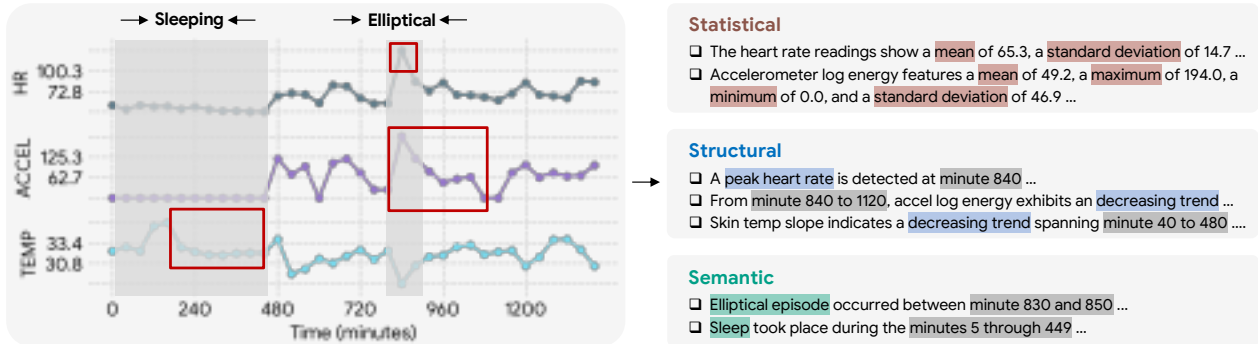 Sleeping
Elliptical
HR
100.3
72.8
ACCEL
125.3
62.7
TEMP
33.4
30.8
0 240 480 720 960 1200
Time (minutes)
Statistical
❑ The heart rate readings show a mean of 65.3, a standard deviation of 14.7 ...
❑ Accelerometer log energy features a mean of 49.2, a maximum of 194.0, a
minimum of 0.0, and a standard deviation of 46.9 ...
Structural
❑ A peak heart rate is detected at minute 840 ...
❑ From minute 840 to 1120, accel log energy exhibits an decreasing trend ...
❑ Skin temp slope indicates a decreasing trend spanning minute 40 to 480 ....
Semantic
❑ Elliptical episode occurred between minute 830 and 850 ...
❑ Sleep took place during the minutes 5 through 449 ...